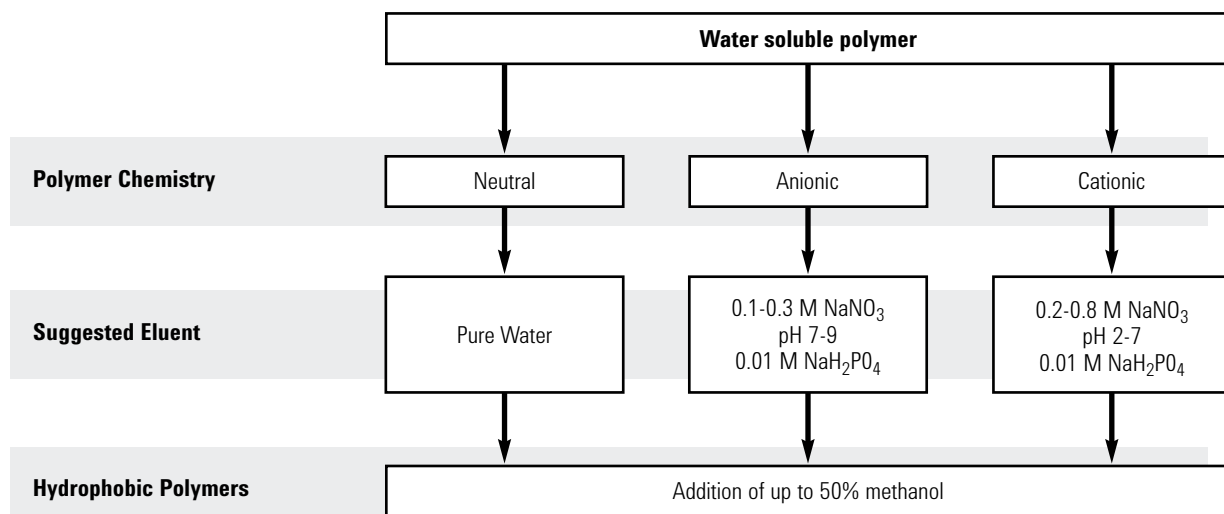 Water soluble polymer
Polymer Chemistry
Neutral
Anionic
Cationic
Suggested Eluent
Pure Water
0.1-0.3 M NaNO₃
pH 7-9
0.01 M NaH₂PO₄
0.2-0.8 M NaNO₃
pH 2-7
0.01 M NaH₂PO₄
Hydrophobic Polymers
Addition of up to 50% methanol